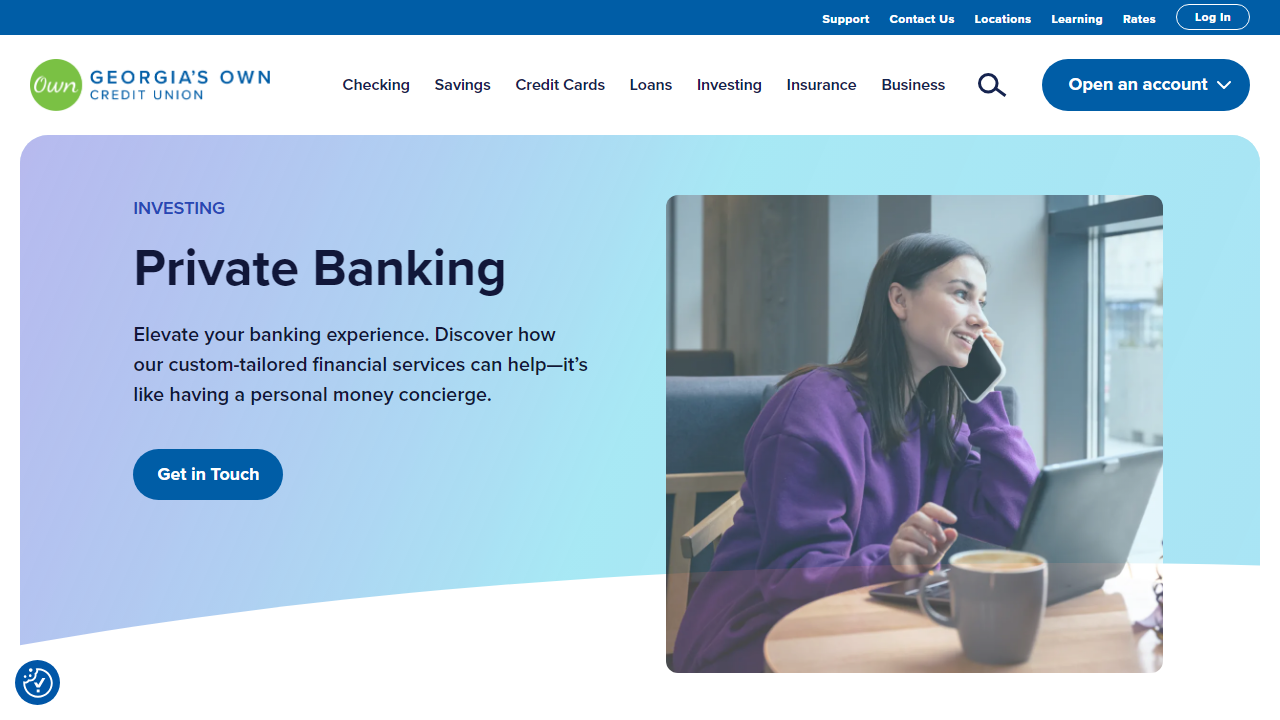 Support Contact Us Locations Learning Rates Log In
Own GEORGIA'S OWN
CREDIT UNION
Checking Savings Credit Cards Loans Investing Insurance Business Open an account
INVESTING
Private Banking
Elevate your banking experience. Discover how
our custom-tailored financial services can help—it's
like having a personal money concierge.
Get in Touch